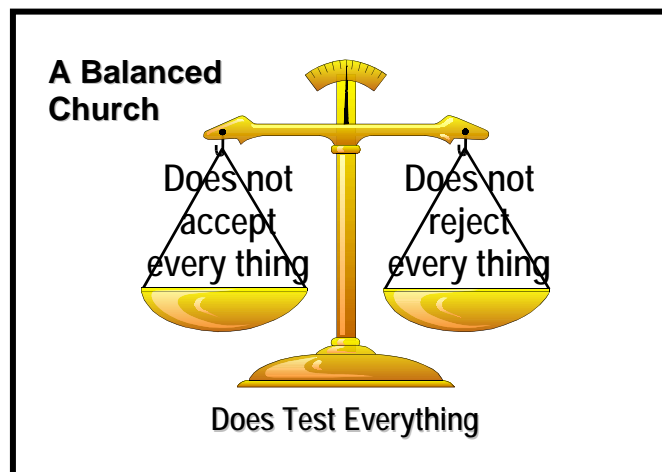 A Balanced
Church
Does not
accept
every thing
Does not
reject
every thing
Does Test Everything